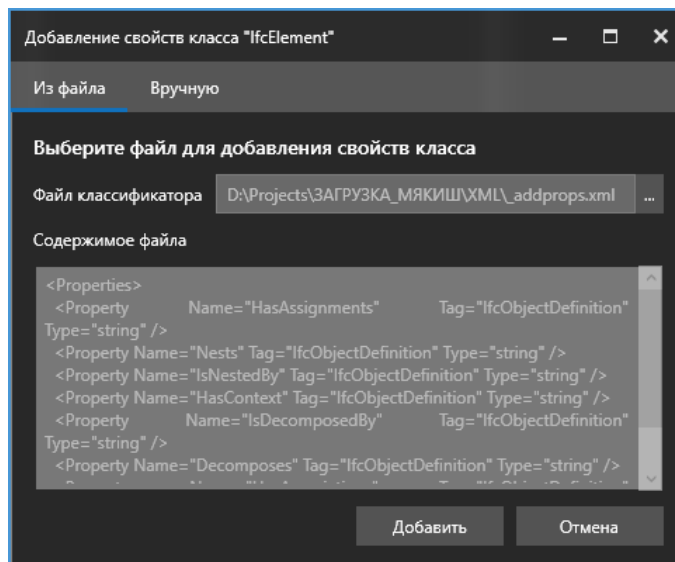 Добавление свойств класса "IfcElement"
Из файла Вручную
Выберите файл для добавления свойств класса
Файл классификатора D:\Projects\ЗАГРУЗКА_МЯКИШ\XML\_addprops.xml ...
Содержимое файла
<Properties>
<Property Name="HasAssignments" Tag="IfcObjectDefinition"
Type="string" />
<Property Name="Nests" Tag="IfcObjectDefinition" Type="string" />
<Property Name="IsNestedBy" Tag="IfcObjectDefinition" Type="string" />
<Property Name="HasContext" Tag="IfcObjectDefinition" Type="string" />
<Property Name="IsDecomposedBy" Tag="IfcObjectDefinition"
Type="string" />
<Property Name="Decomposes" Tag="IfcObjectDefinition" Type="string" />
Добавить Отмена